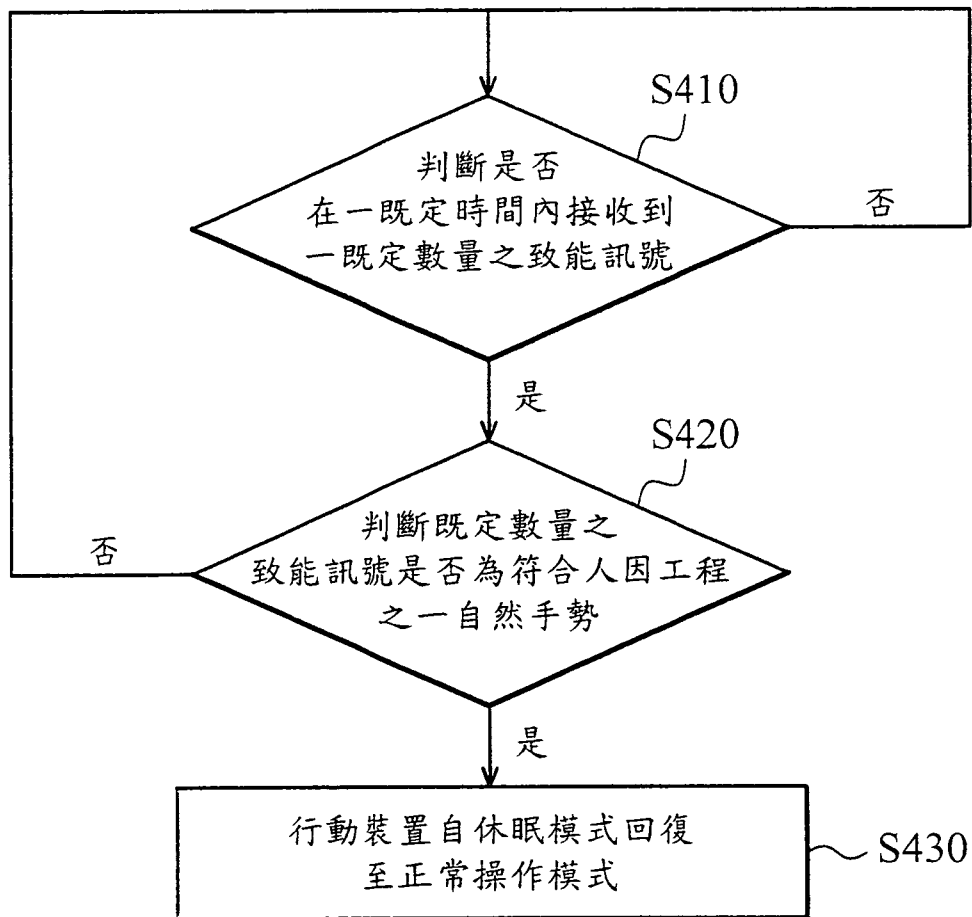 S410
判斷是否
在一既定時間內接收到
一既定數量之致能訊號
否
是
S420
判斷既定數量之
致能訊號是否為符合人因工程
之一自然手勢
否
是
行動裝置自休眠模式回復
至正常操作模式
S430